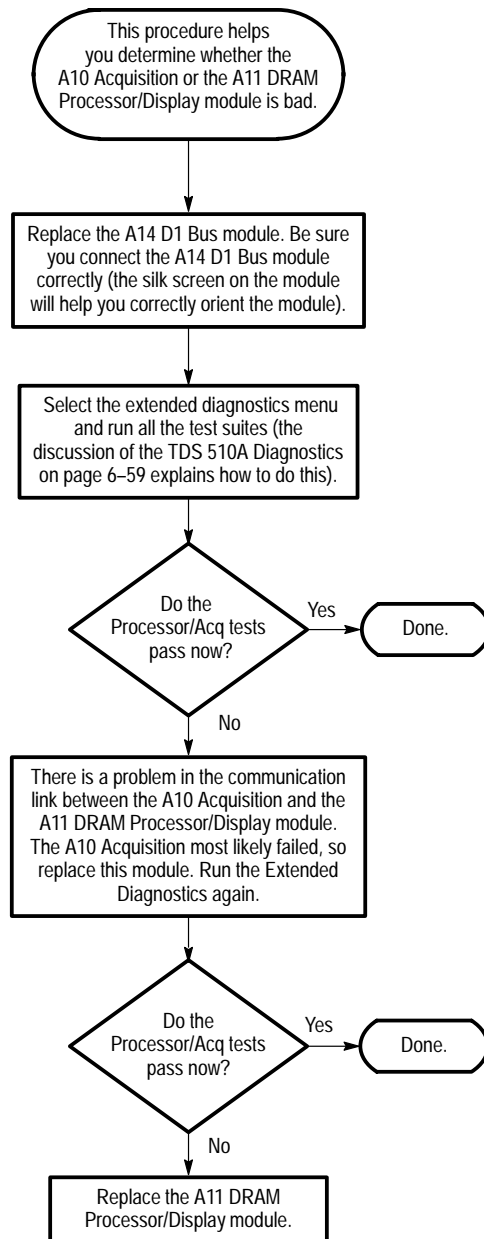 This procedure helps
you determine whether the
A10 Acquisition or the A11 DRAM
Processor/Display module is bad.
Replace the A14 D1 Bus module. Be sure
you connect the A14 D1 Bus module
correctly (the silk screen on the module
will help you correctly orient the module).
Select the extended diagnostics menu
and run all the test suites (the
discussion of the TDS 510A Diagnostics
on page 6–59 explains how to do this).
Do the
Processor/Acq tests
pass now?
Yes
Done.
No
There is a problem in the communication
link between the A10 Acquisition and the
A11 DRAM Processor/Display module.
The A10 Acquisition most likely failed, so
replace this module. Run the Extended
Diagnostics again.
Do the
Processor/Acq tests
pass now?
Yes
Done.
No
Replace the A11 DRAM
Processor/Display module.